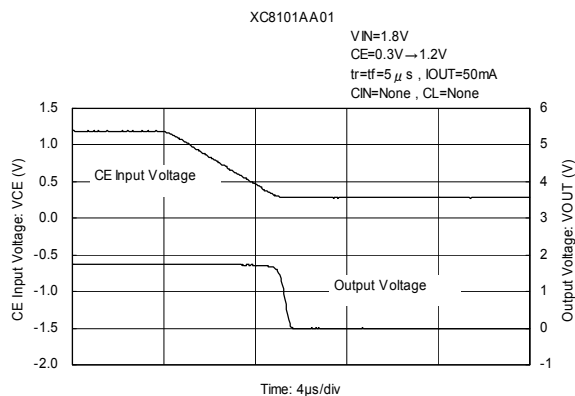 XC8101AA01
VIN=1.8V
CE=0.3V→1.2V
tr=tf=5μs , IOUT=50mA
CIN=None , CL=None
CE Input Voltage: VCE (V)
1.5
1.0
0.5
0.0
-0.5
-1.0
-1.5
-2.0
CE Input Voltage
Output Voltage
6
5
4
3
2
1
0
-1
Output Voltage: VOUT (V)
Time: 4μs/div